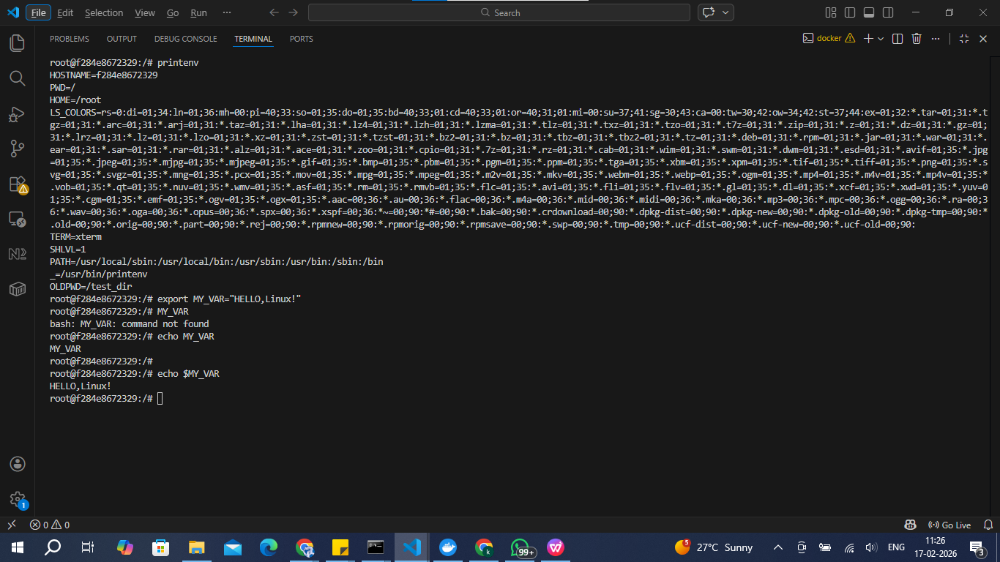 File Edit Selection View Go Run ··· Search
PROBLEMS OUTPUT DEBUG CONSOLE TERMINAL PORTS docker
root@f284e8672329:/# printenv
HOSTNAME=f284e8672329
PWD=/
HOME=/root
LS_COLORS=rs=0:di=01;34:ln=01;36:mh=00:pi=40;33:so=01;35:do=01;35:bd=40;33;01:cd=40;33;01:or=40;31;01:mi=00:su=37;41:sg=30;43:ca=00:tw=30;42:ow=34;42:st=37;44:ex=01;32:*.tar=01;31:*.t
gz=01;31:*.arc=01;31:*.arj=01;31:*.taz=01;31:*.lha=01;31:*.lz4=01;31:*.lzh=01;31:*.lzma=01;31:*.tlz=01;31:*.txz=01;31:*.tzo=01;31:*.t7z=01;31:*.zip=01;31:*.z=01;31:*.dz=01;31:*.gz=01;
31:*.lrz=01;31:*.lz=01;31:*.lzo=01;31:*.xz=01;31:*.zst=01;31:*.tzst=01;31:*.bz2=01;31:*.bz=01;31:*.tbz=01;31:*.tbz2=01;31:*.tz=01;31:*.deb=01;31:*.rpm=01;31:*.jar=01;31:*.war=01;31:*.
ear=01;31:*.sar=01;31:*.rar=01;31:*.alz=01;31:*.ace=01;31:*.zoo=01;31:*.cpio=01;31:*.7z=01;31:*.rz=01;31:*.cab=01;31:*.wim=01;31:*.swm=01;31:*.dwm=01;31:*.esd=01;31:*.avif=01;35:*.jpg
=01;35:*.jpeg=01;35:*.mjpg=01;35:*.mjpeg=01;35:*.gif=01;35:*.bmp=01;35:*.pbm=01;35:*.pgm=01;35:*.ppm=01;35:*.tga=01;35:*.xbm=01;35:*.xpm=01;35:*.tif=01;35:*.tiff=01;35:*.png=01;35:*.s
vg=01;35:*.svgz=01;35:*.mng=01;35:*.pcx=01;35:*.mov=01;35:*.mpg=01;35:*.mpeg=01;35:*.m2v=01;35:*.mkv=01;35:*.webm=01;35:*.webp=01;35:*.ogm=01;35:*.mp4=01;35:*.m4v=01;35:*.mp4v=01;35:*
.vob=01;35:*.qt=01;35:*.nuv=01;35:*.wmv=01;35:*.asf=01;35:*.rm=01;35:*.rmvb=01;35:*.flc=01;35:*.avi=01;35:*.fli=01;35:*.flv=01;35:*.gl=01;35:*.dl=01;35:*.xcf=01;35:*.xwd=01;35:*.yuv=0
1;35:*.cgm=01;35:*.emf=01;35:*.ogv=01;35:*.ogx=01;35:*.aac=00;36:*.au=00;36:*.flac=00;36:*.m4a=00;36:*.mid=00;36:*.midi=00;36:*.mka=00;36:*.mp3=00;36:*.mpc=00;36:*.ogg=00;36:*.ra=00;3
6:*.wav=00;36:*.oga=00;36:*.opus=00;36:*.spx=00;36:*.xspf=00;36:*~=00;90:*#=00;90:*.bak=00;90:*.crdownload=00;90:*.dpkg-dist=00;90:*.dpkg-new=00;90:*.dpkg-old=00;90:*.dpkg-tmp=00;90:*
.old=00;90:*.orig=00;90:*.part=00;90:*.rej=00;90:*.rpmnew=00;90:*.rpmorig=00;90:*.rpmsave=00;90:*.swp=00;90:*.tmp=00;90:*.ucf-dist=00;90:*.ucf-new=00;90:*.ucf-old=00;90:
TERM=xterm
SHLVL=1
PATH=/usr/local/sbin:/usr/local/bin:/usr/sbin:/usr/bin:/sbin:/bin
_=/usr/bin/printenv
OLDPWD=/test_dir
root@f284e8672329:/# export MY_VAR="HELLO,Linux!"
root@f284e8672329:/# MY_VAR
bash: MY_VAR: command not found
root@f284e8672329:/# echo MY_VAR
MY_VAR
root@f284e8672329:/#
root@f284e8672329:/# echo $MY_VAR
HELLO,Linux!
root@f284e8672329:/#
1
0 0 Go Live
99+ 5 27°C Sunny ENG 11:26
17-02-2026 3